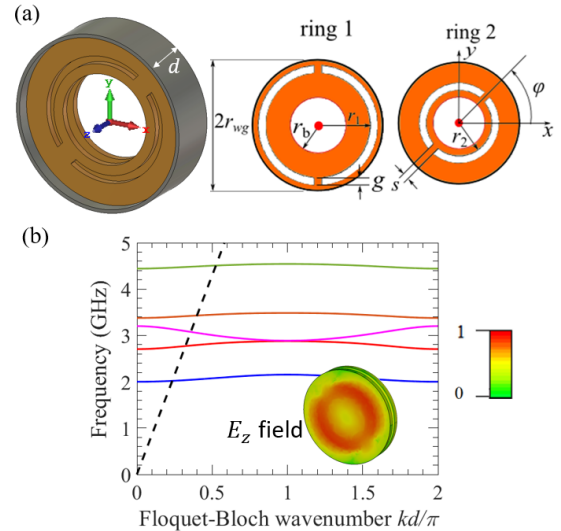 (a)
d
y
x
z
ring 1
2r_wg
r_b
r_1
g
ring 2
y
φ
x
r_2
s
(b)
Frequency (GHz)
5
4
3
2
1
0
0
0.5
1
1.5
2
Floquet-Bloch wavenumber kd/π
E_z field
1
0